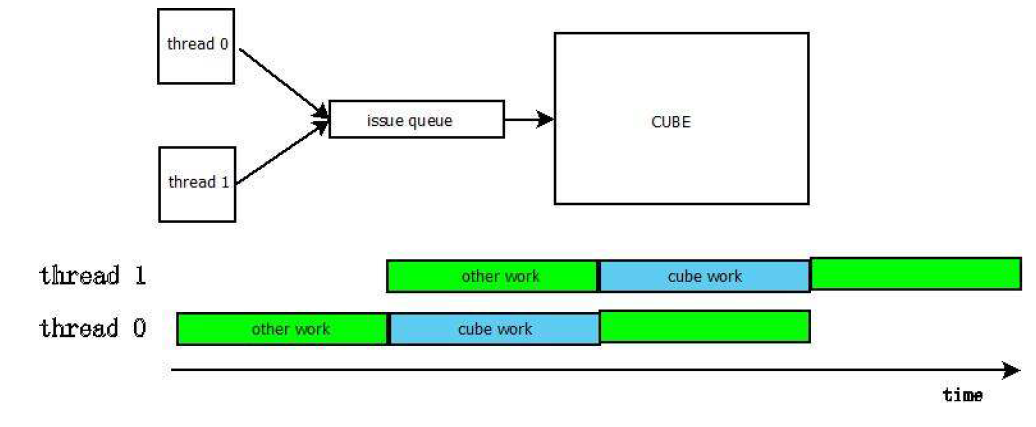 thread 0
issue queue
CUBE
thread 1
thread 1
other work
cube work
thread 0
other work
cube work
time